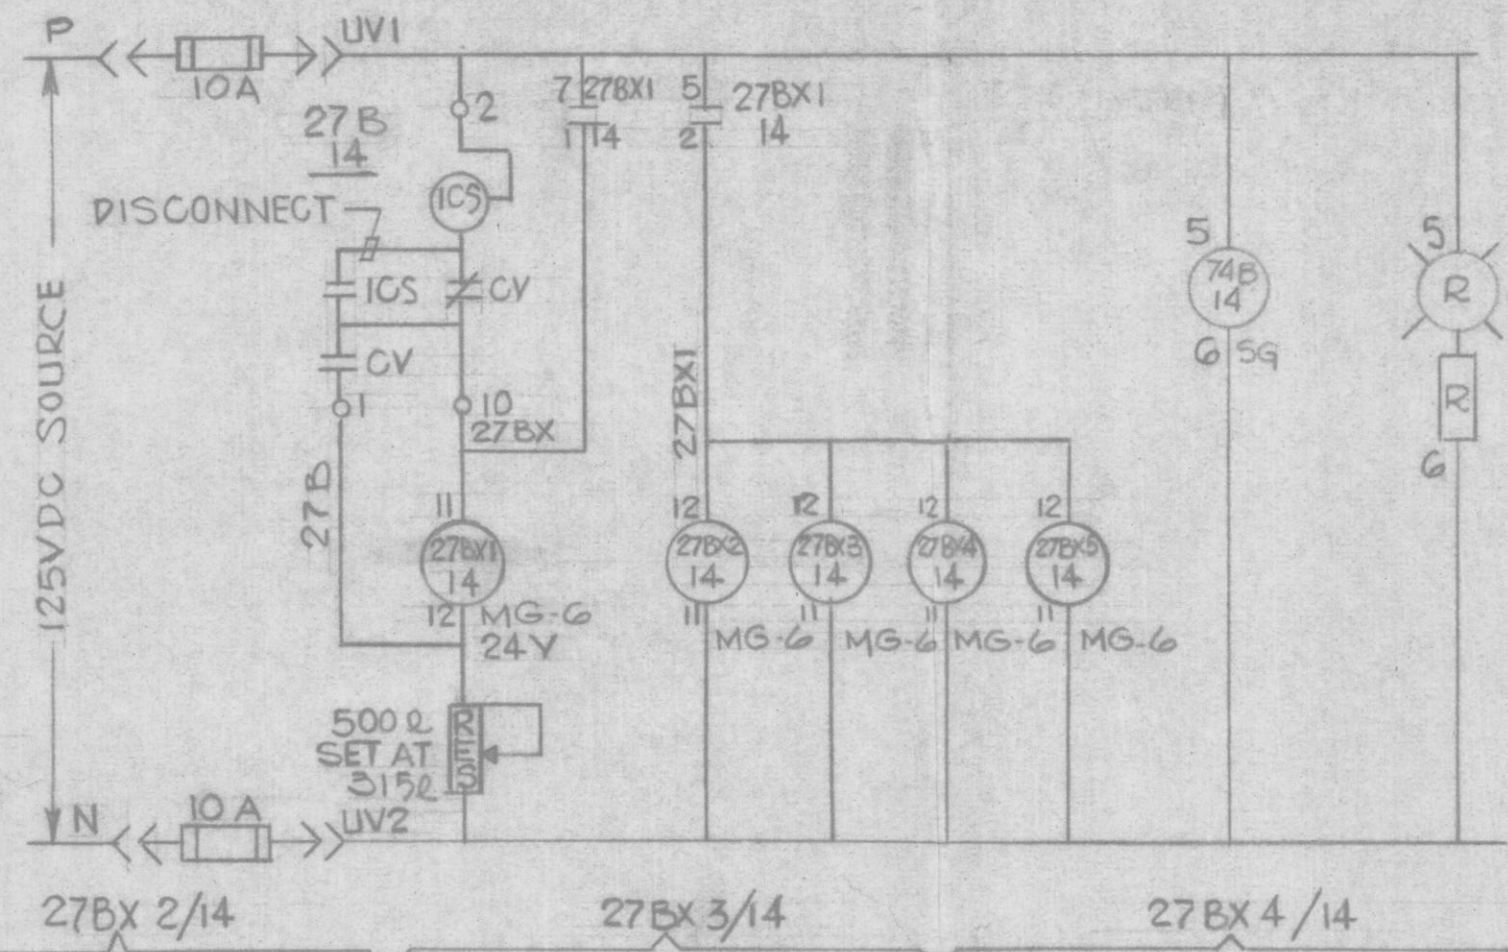 P
UV1
10A
27B
14
2
7 27BX1
1 14
5
2
27BX1
14
DISCONNECT
ICS
ICS
CV
CV
1
10
27BX
125VDC SOURCE
27B
27BX1
11
27BX1
14
12
MG-6
24V
12
27BX2
14
11
MG-6
12
27BX3
14
11
MG-6
12
27BX4
14
11
MG-6
12
27BX5
14
11
MG-6
5
74B
14
6 SG
5
R
R
6
500Ω
SET AT
315Ω
RES
N
10A
UV2
27BX 2/14
27BX 3/14
27BX 4/14